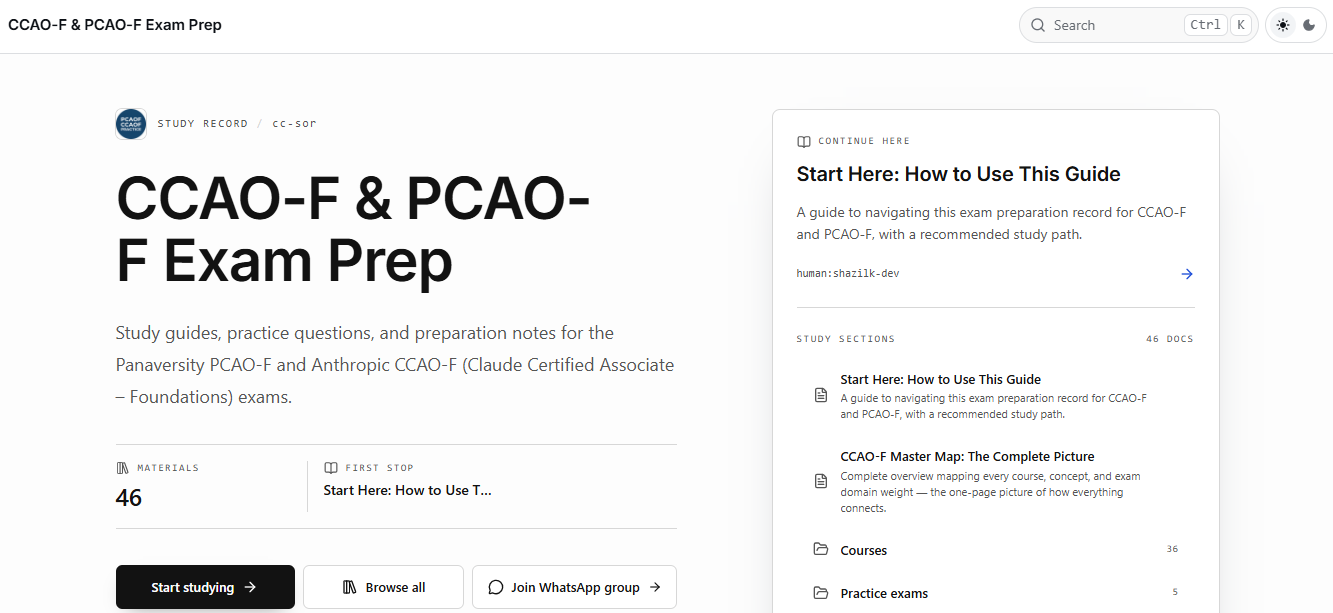 CCAO-F & PCAO-F Exam Prep
Search
Ctrl K
PCAOF
CCAOF
PRACTICE
STUDY RECORD / cc-sor
CCAO-F & PCAO-
F Exam Prep
Study guides, practice questions, and preparation notes for the
Panaversity PCAO-F and Anthropic CCAO-F (Claude Certified Associate
– Foundations) exams.
MATERIALS
46
FIRST STOP
Start Here: How to Use T...
Start studying
Browse all
Join WhatsApp group
CONTINUE HERE
Start Here: How to Use This Guide
A guide to navigating this exam preparation record for CCAO-F
and PCAO-F, with a recommended study path.
human:shazilk-dev
STUDY SECTIONS
46 DOCS
Start Here: How to Use This Guide
A guide to navigating this exam preparation record for CCAO-F
and PCAO-F, with a recommended study path.
CCAO-F Master Map: The Complete Picture
Complete overview mapping every course, concept, and exam
domain weight — the one-page picture of how everything
connects.
Courses
36
Practice exams
5